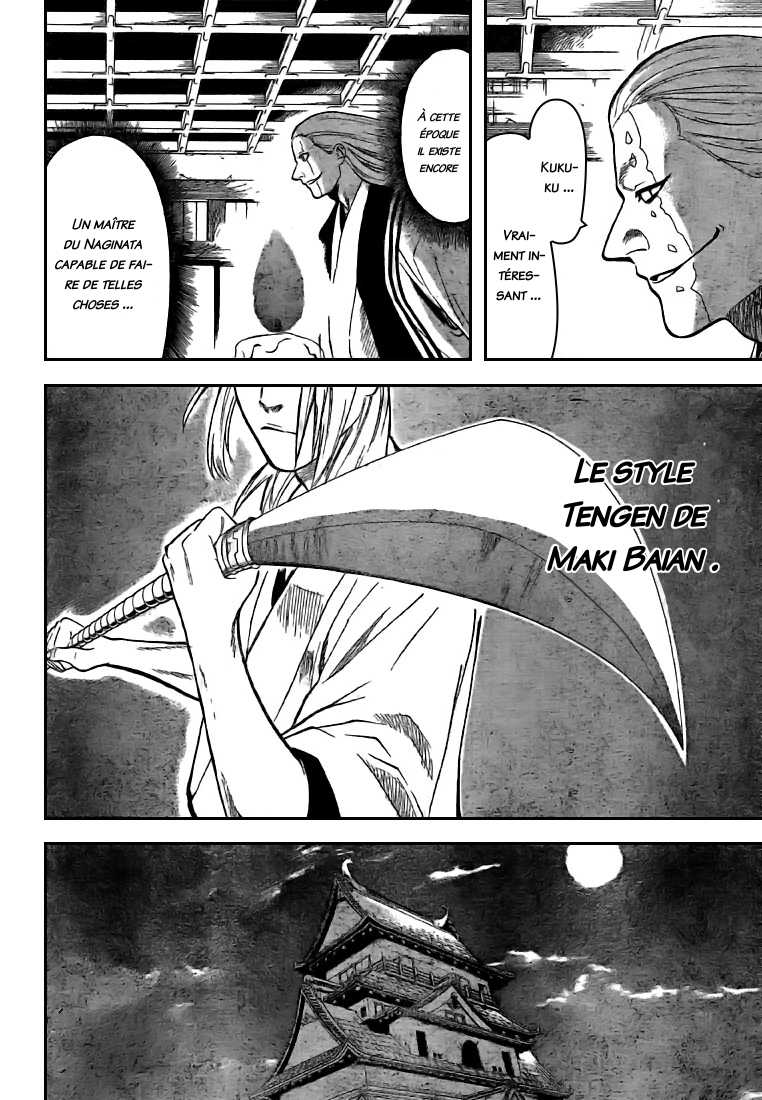 KUKU-
KU ...
VRAI-
MENT IN-
TÉRES-
SANT ...
À CETTE
ÉPOQUE
IL EXISTE
ENCORE
UN MAÎTRE
DU NAGINATA
CAPABLE DE FAI-
RE DE TELLES
CHOSES ...
LE STYLE
TENGEN DE
MAKI BAIAN .